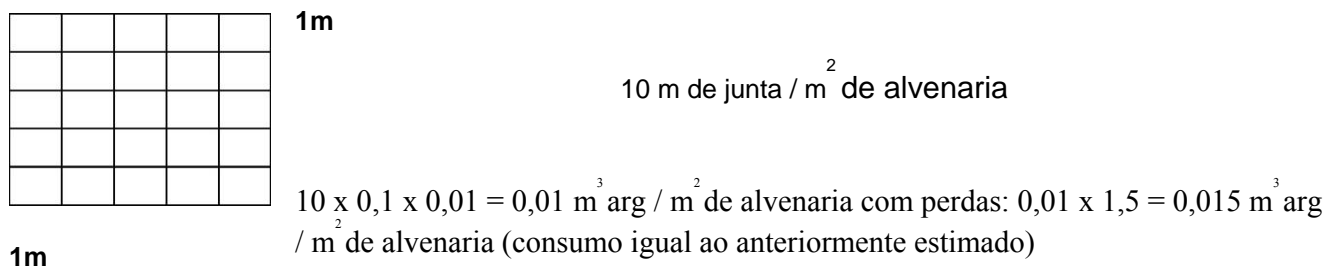 1m
10 m de junta / m² de alvenaria
10 x 0,1 x 0,01 = 0,01 m³ arg / m² de alvenaria com perdas: 0,01 x 1,5 = 0,015 m³ arg
/ m² de alvenaria (consumo igual ao anteriormente estimado)
1m